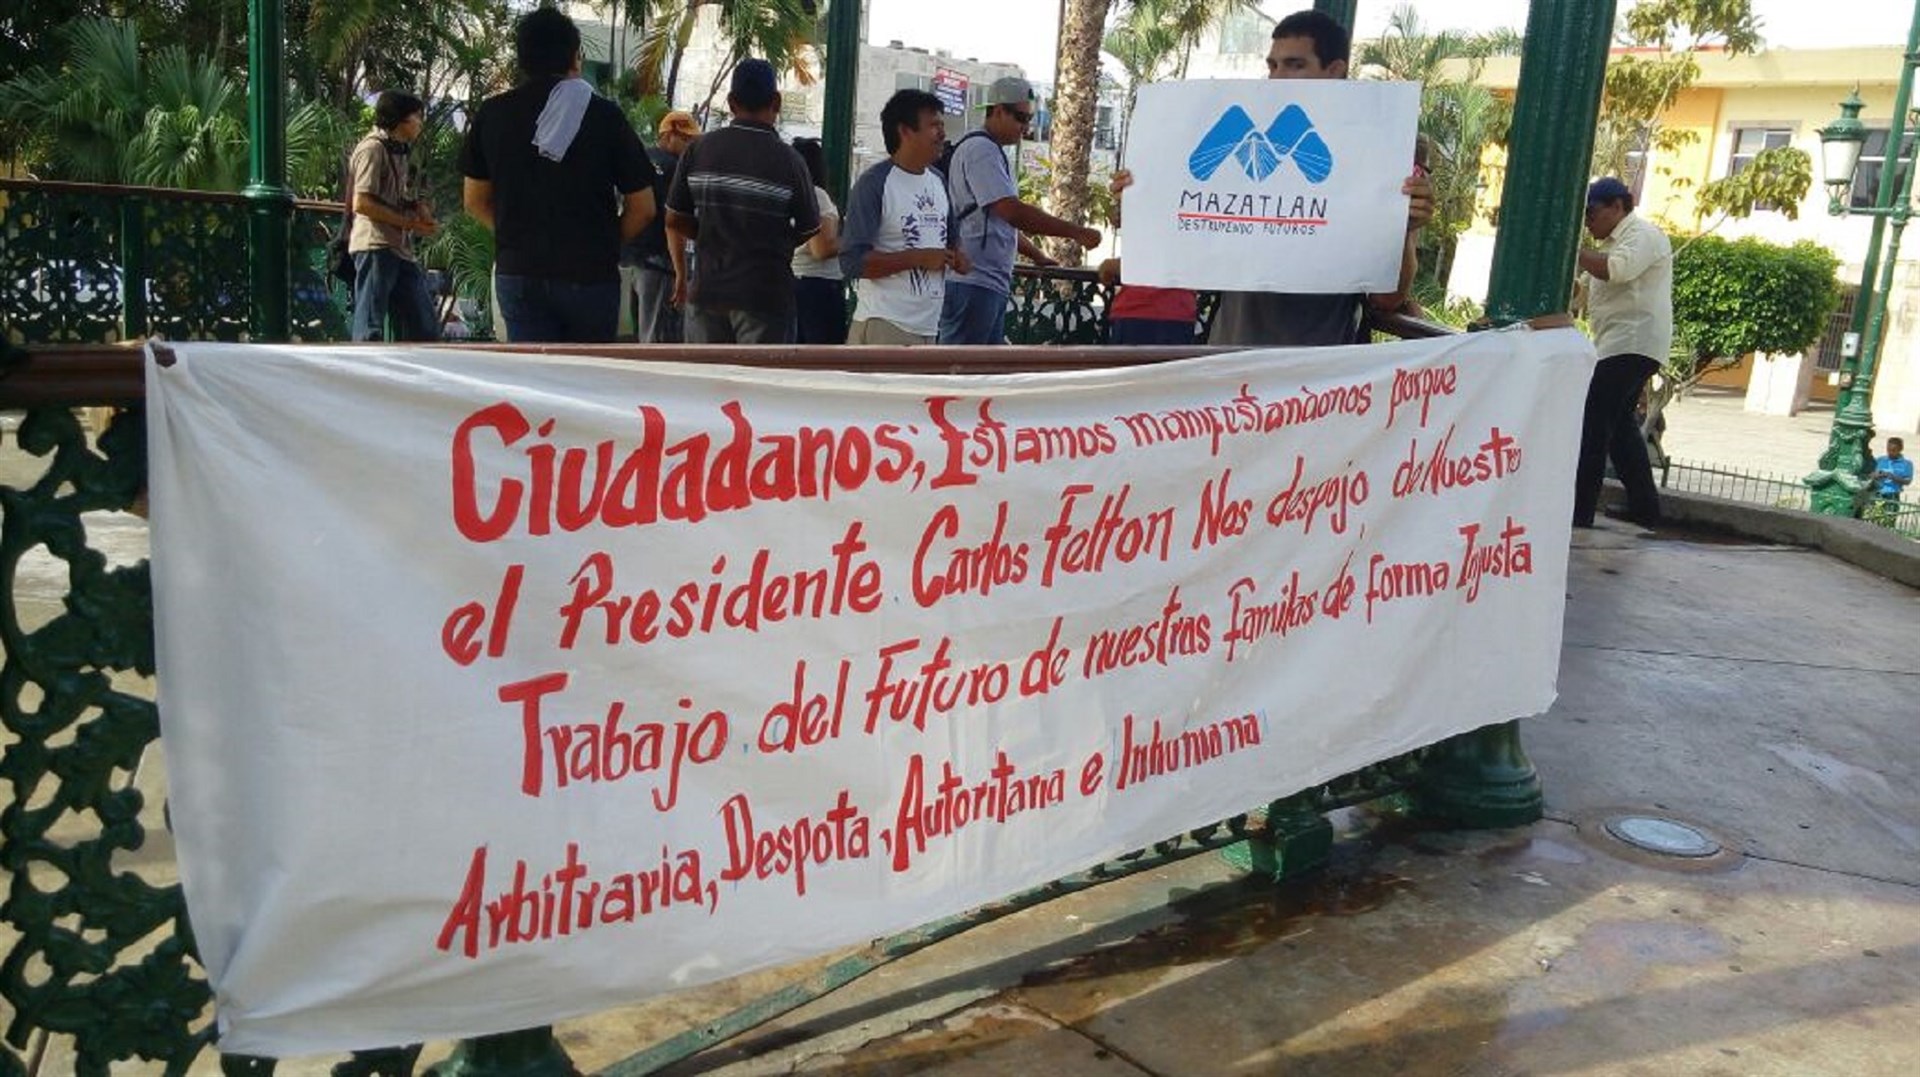 MAZATLAN
DESTRUYENDO FUTUROS
Ciudadanos; Estamos manifestandonos porque
el Presidente Carlos Felton Nos despojo de Nuestro
Trabajo del Futuro de nuestras familias de forma Injusta
Arbitraria, Despota, Autoritaria e Inhumana